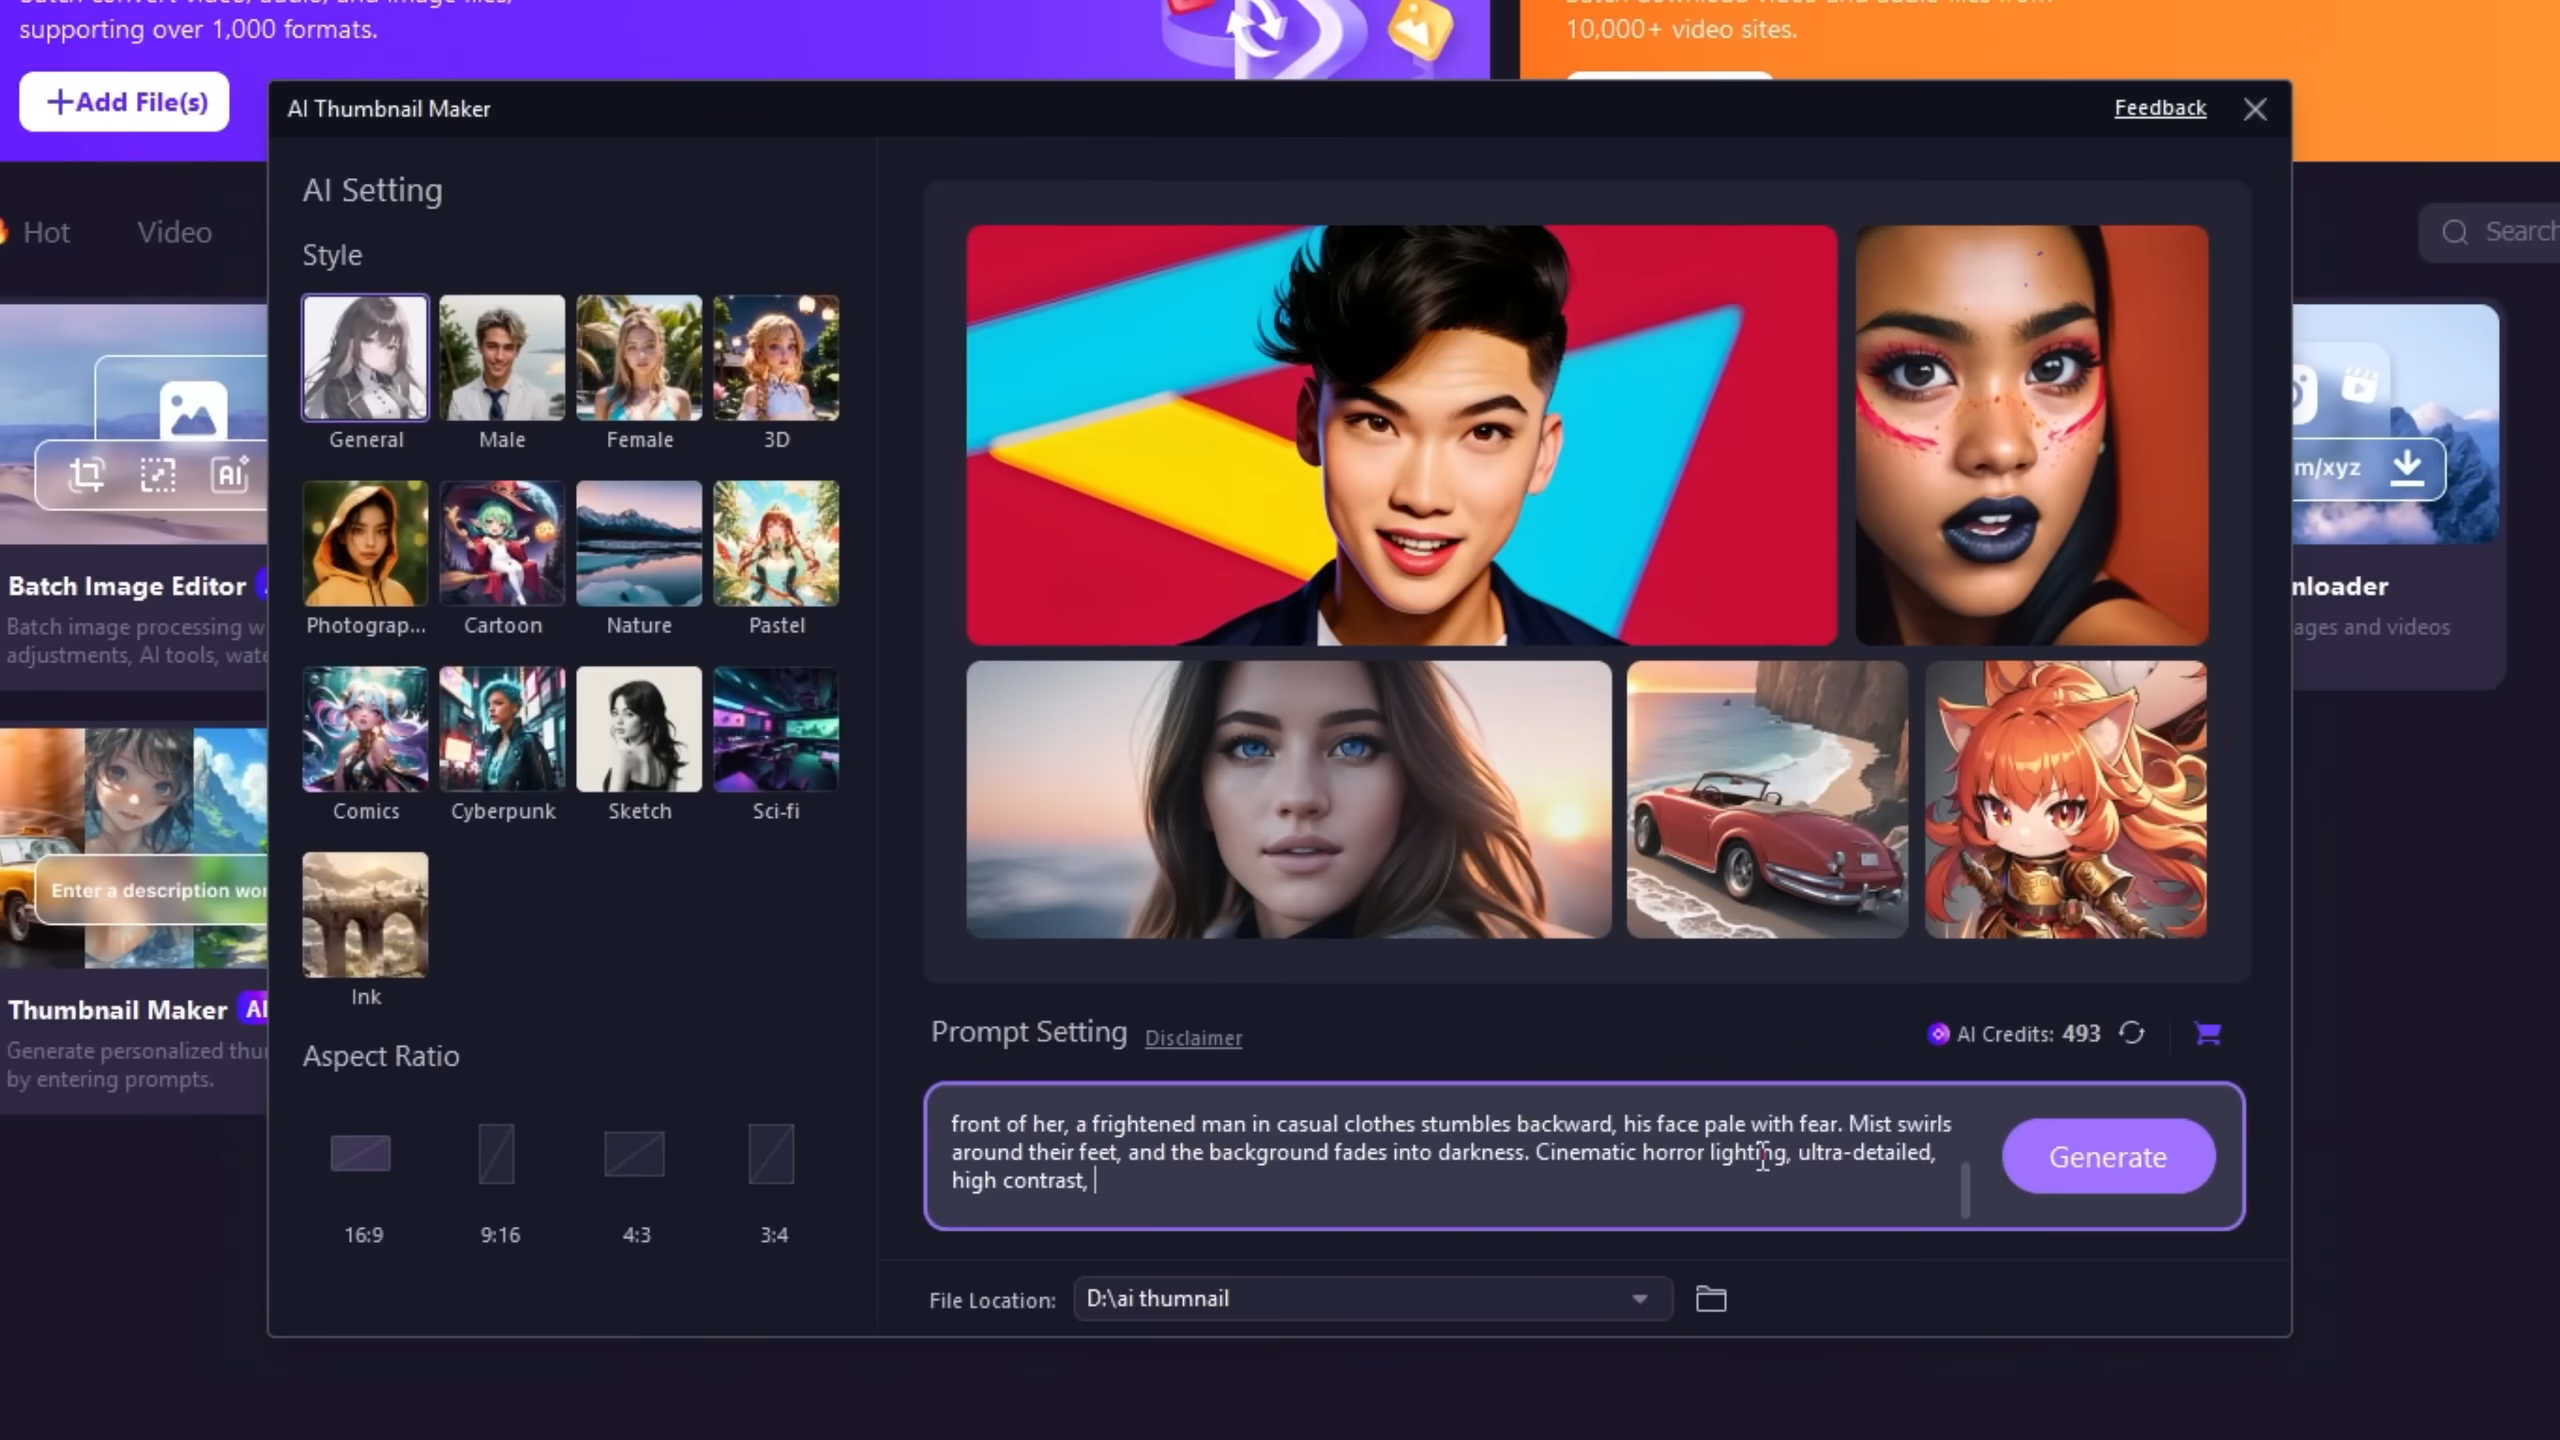 supporting over 1,000 formats.
10,000+ video sites.
+Add File(s)
AI Thumbnail Maker
Feedback
Hot
Video
Search
AI Setting
Style
General
Male
Female
3D
Photograp...
Cartoon
Nature
Pastel
Comics
Cyberpunk
Sketch
Sci-fi
Ink
Aspect Ratio
16:9
9:16
4:3
3:4
AI
Batch Image Editor
Batch image processing w
adjustments, AI tools, wate
Enter a description wor
Thumbnail Maker AI
Generate personalized thu
by entering prompts.
m/xyz
nloader
ages and videos
Prompt Setting
Disclaimer
AI Credits: 493
front of her, a frightened man in casual clothes stumbles backward, his face pale with fear. Mist swirls
around their feet, and the background fades into darkness. Cinematic horror lighting, ultra-detailed,
high contrast,
Generate
File Location:
D:\ai thumnail